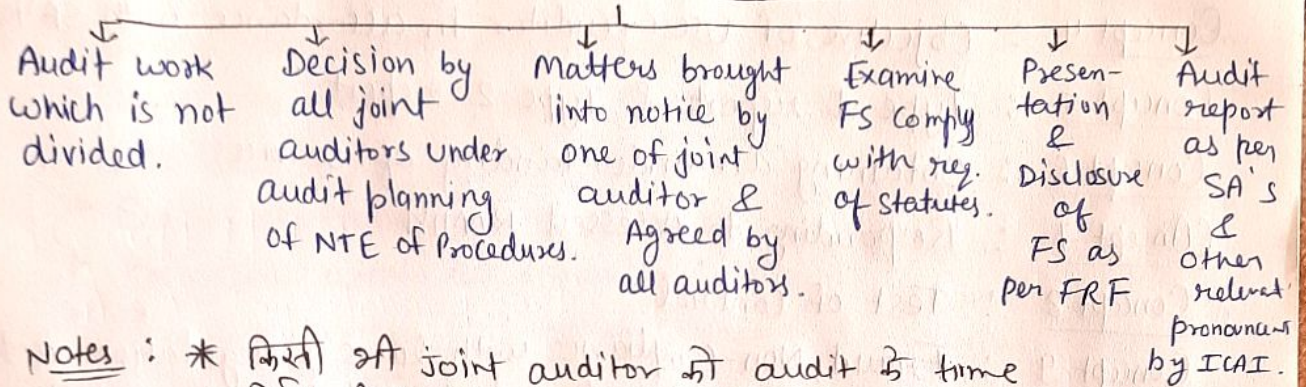 Audit work
which is not
divided.
Decision by
all joint
auditors under
audit planning
of NTE of Procedures.
Matters brought
into notice by
one of joint
auditor &
Agreed by
all auditors.
Examine
FS comply
with req.
of statutes.
Presen-
tation
&
Disclosure
of
FS as
per FRF
Audit
report
as per
SA's
&
other
relevat
by ICAI.
Notes : * किसी भी joint auditor को audit के time